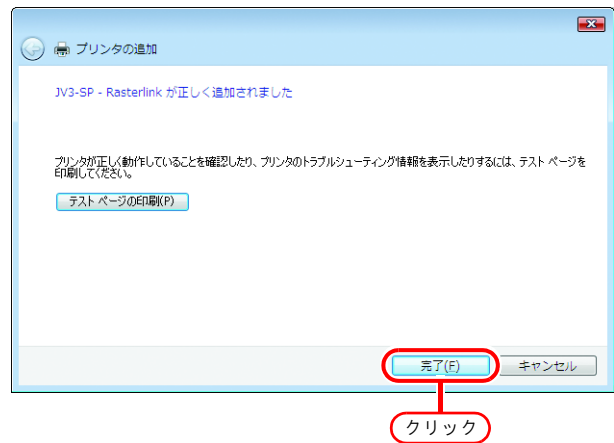 プリンタの追加
JV3-SP - Rasterlink が正しく追加されました
プリンタが正しく動作していることを確認したり、プリンタのトラブルシューティング情報を表示したりするには、テスト ページを
印刷してください。
テスト ページの印刷(P)
完了(F)
キャンセル
クリック